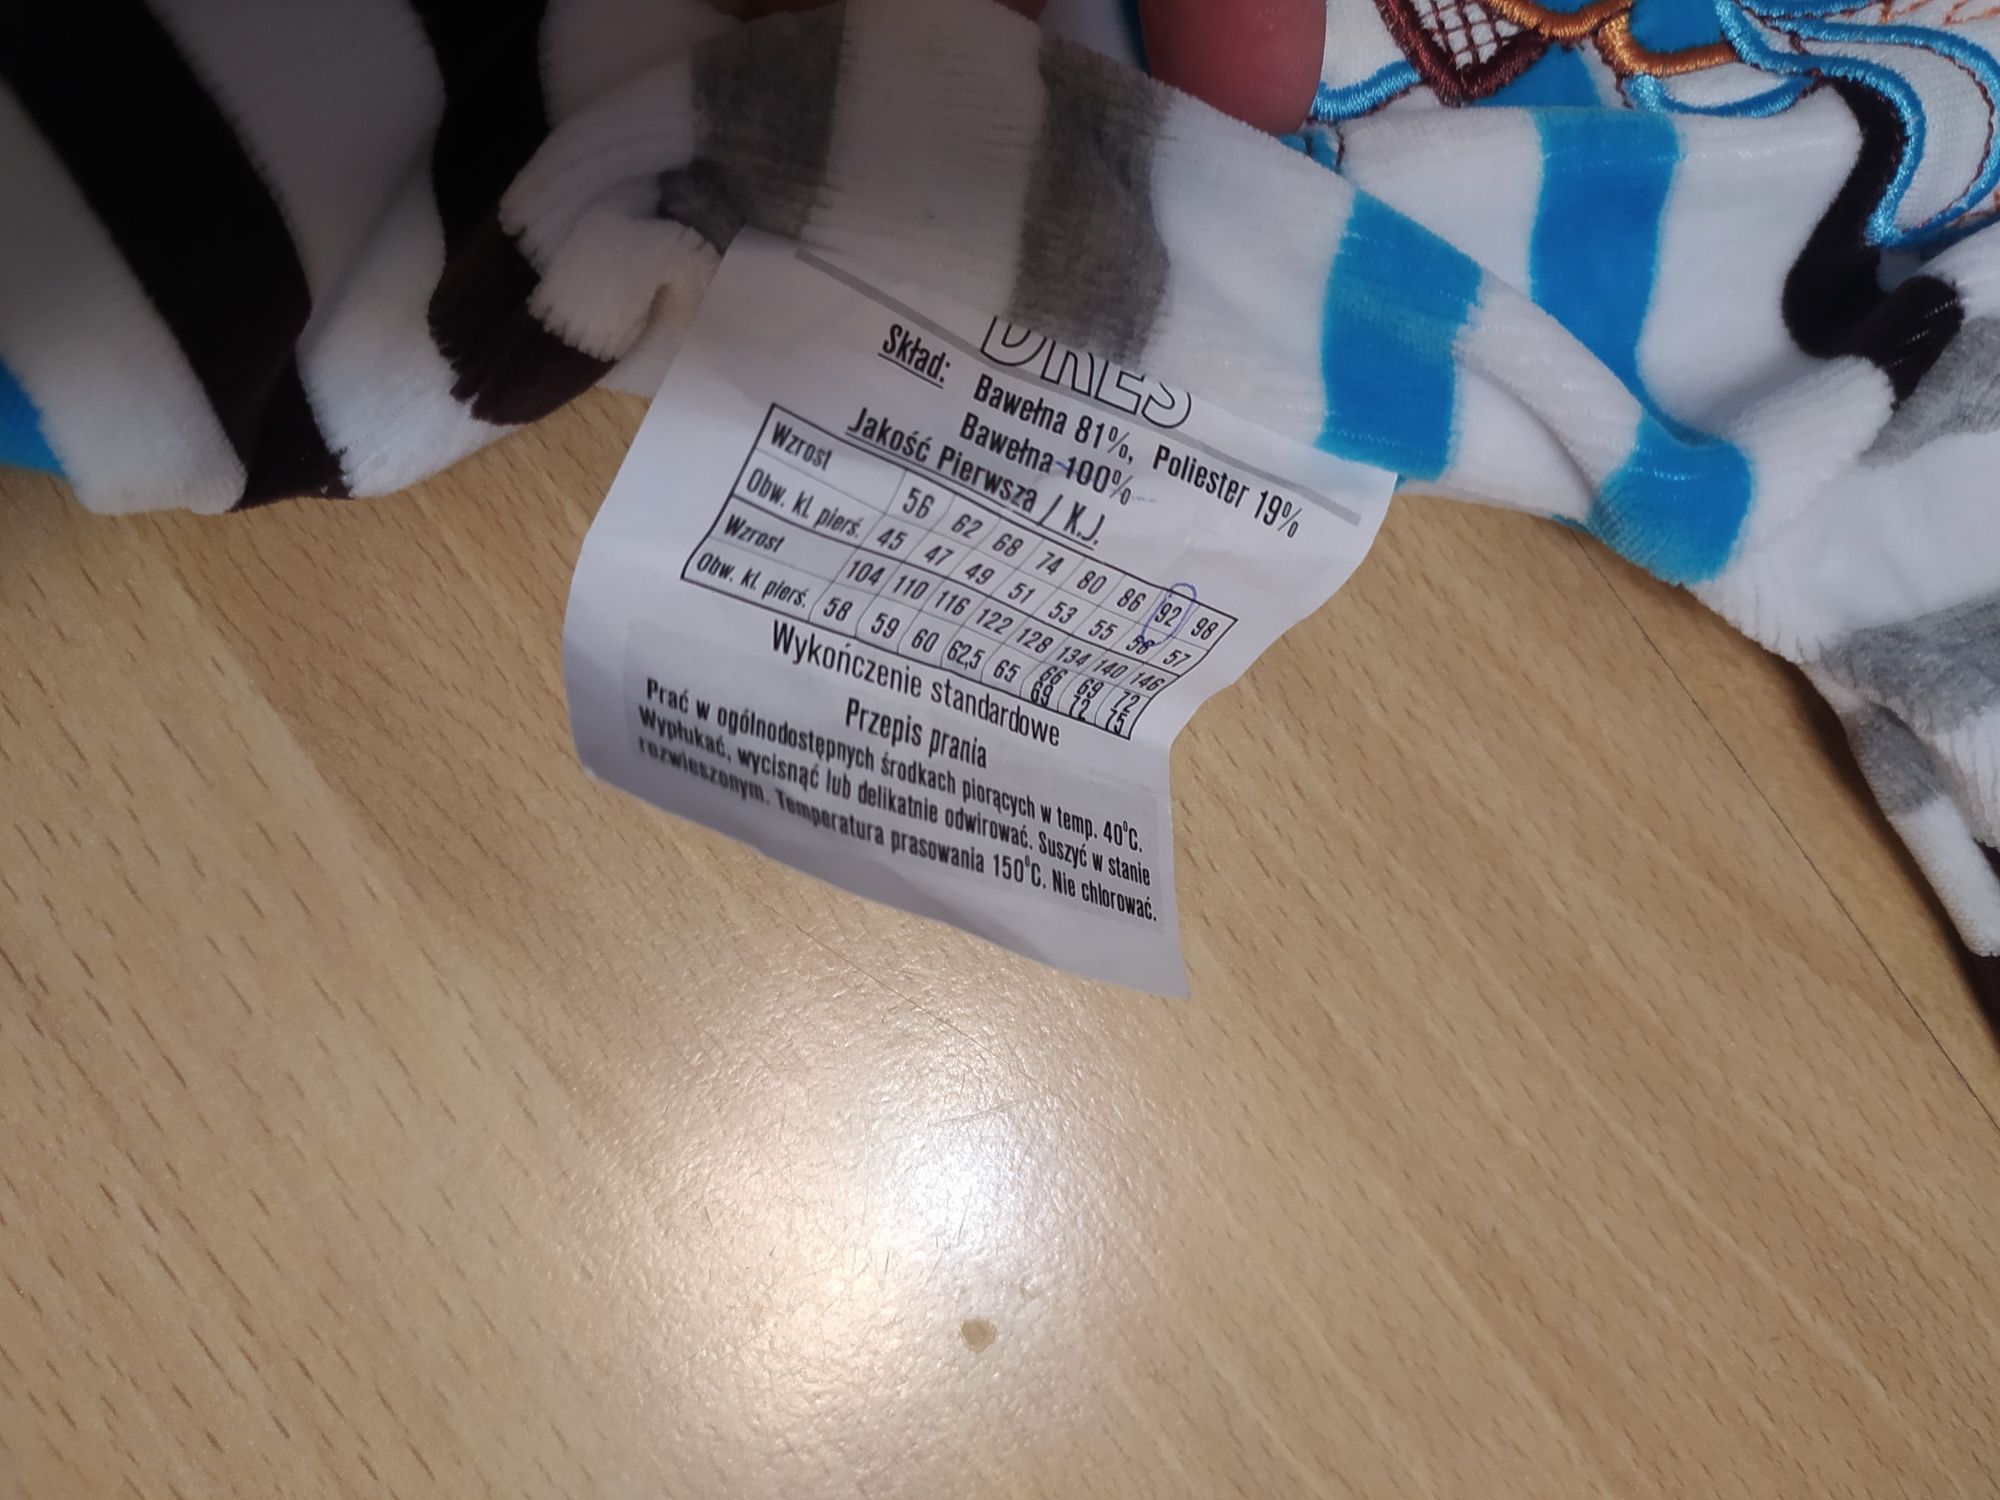 DRES
Skład: Bawełna 81%, Poliester 19%
Bawełna 100%
Jakość Pierwsza / K.J.
Wzrost 56 62 68 74 80 86 92 98
Obw. kl. pierś. 45 47 49 51 53 55 56 57
Wzrost 104 110 116 122 128 134 140 146
Obw. kl. pierś. 58 59 60 62,5 65 66 69 72
69 72 75
Wykończenie standardowe
Przepis prania
Prać w ogólnodostępnych środkach piorących w temp. 40°C.
Wypłukać, wycisnąć lub delikatnie odwirować. Suszyć w stanie
rozwieszonym. Temperatura prasowania 150°C. Nie chlorować.